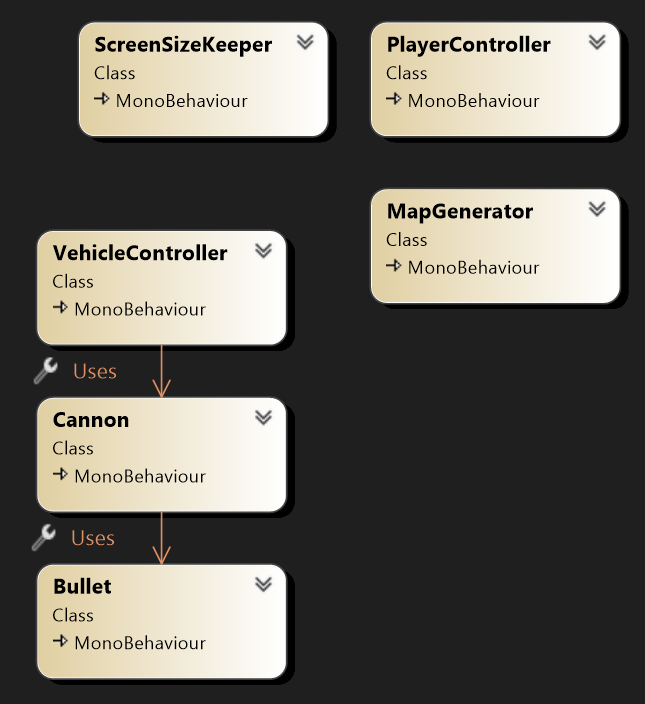 ScreenSizeKeeper
Class
MonoBehaviour
PlayerController
Class
MonoBehaviour
MapGenerator
Class
MonoBehaviour
VehicleController
Class
MonoBehaviour
Uses
Cannon
Class
MonoBehaviour
Uses
Bullet
Class
MonoBehaviour